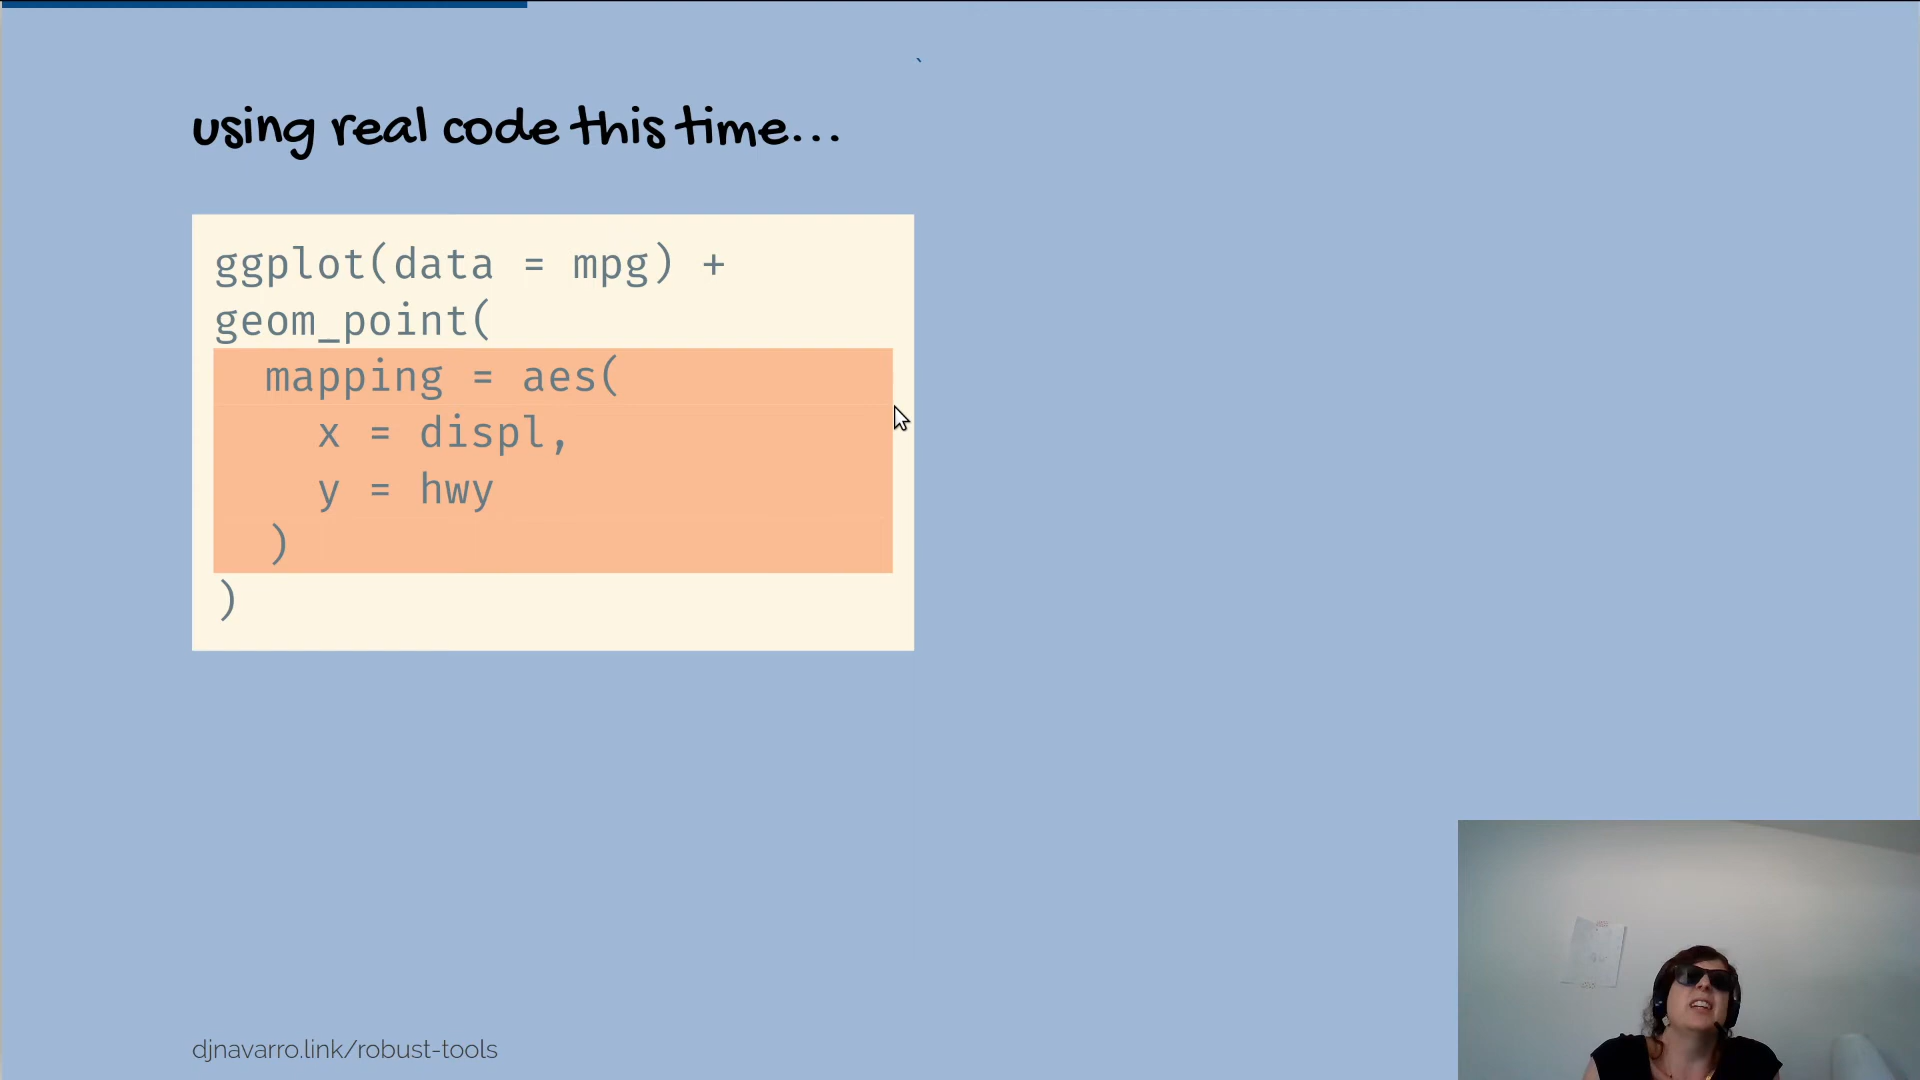 `
using real code this time...
ggplot(data = mpg) +
geom_point(
  mapping = aes(
    x = displ,
    y = hwy
  )
)
djnavarro.link/robust-tools